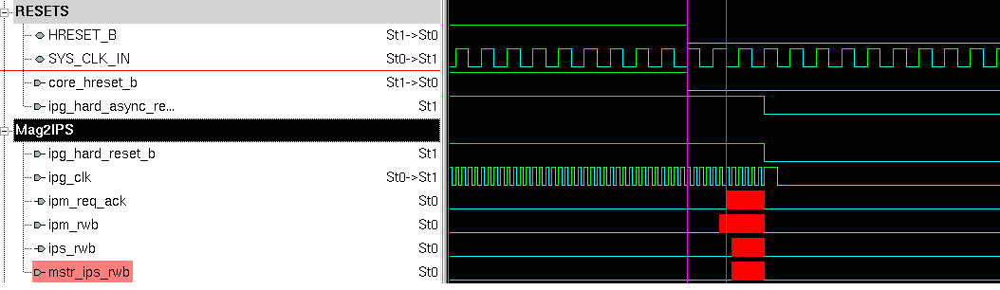 RESETS
HRESET_B St1->St0
SYS_CLK_IN St0->St1
core_hreset_b St1->St0
ipg_hard_async_re... St1
Mag2IPS
ipg_hard_reset_b St1
ipg_clk St0->St1
ipm_req_ack St0
ipm_rwb St0
ips_rwb St0
mstr_ips_rwb St0